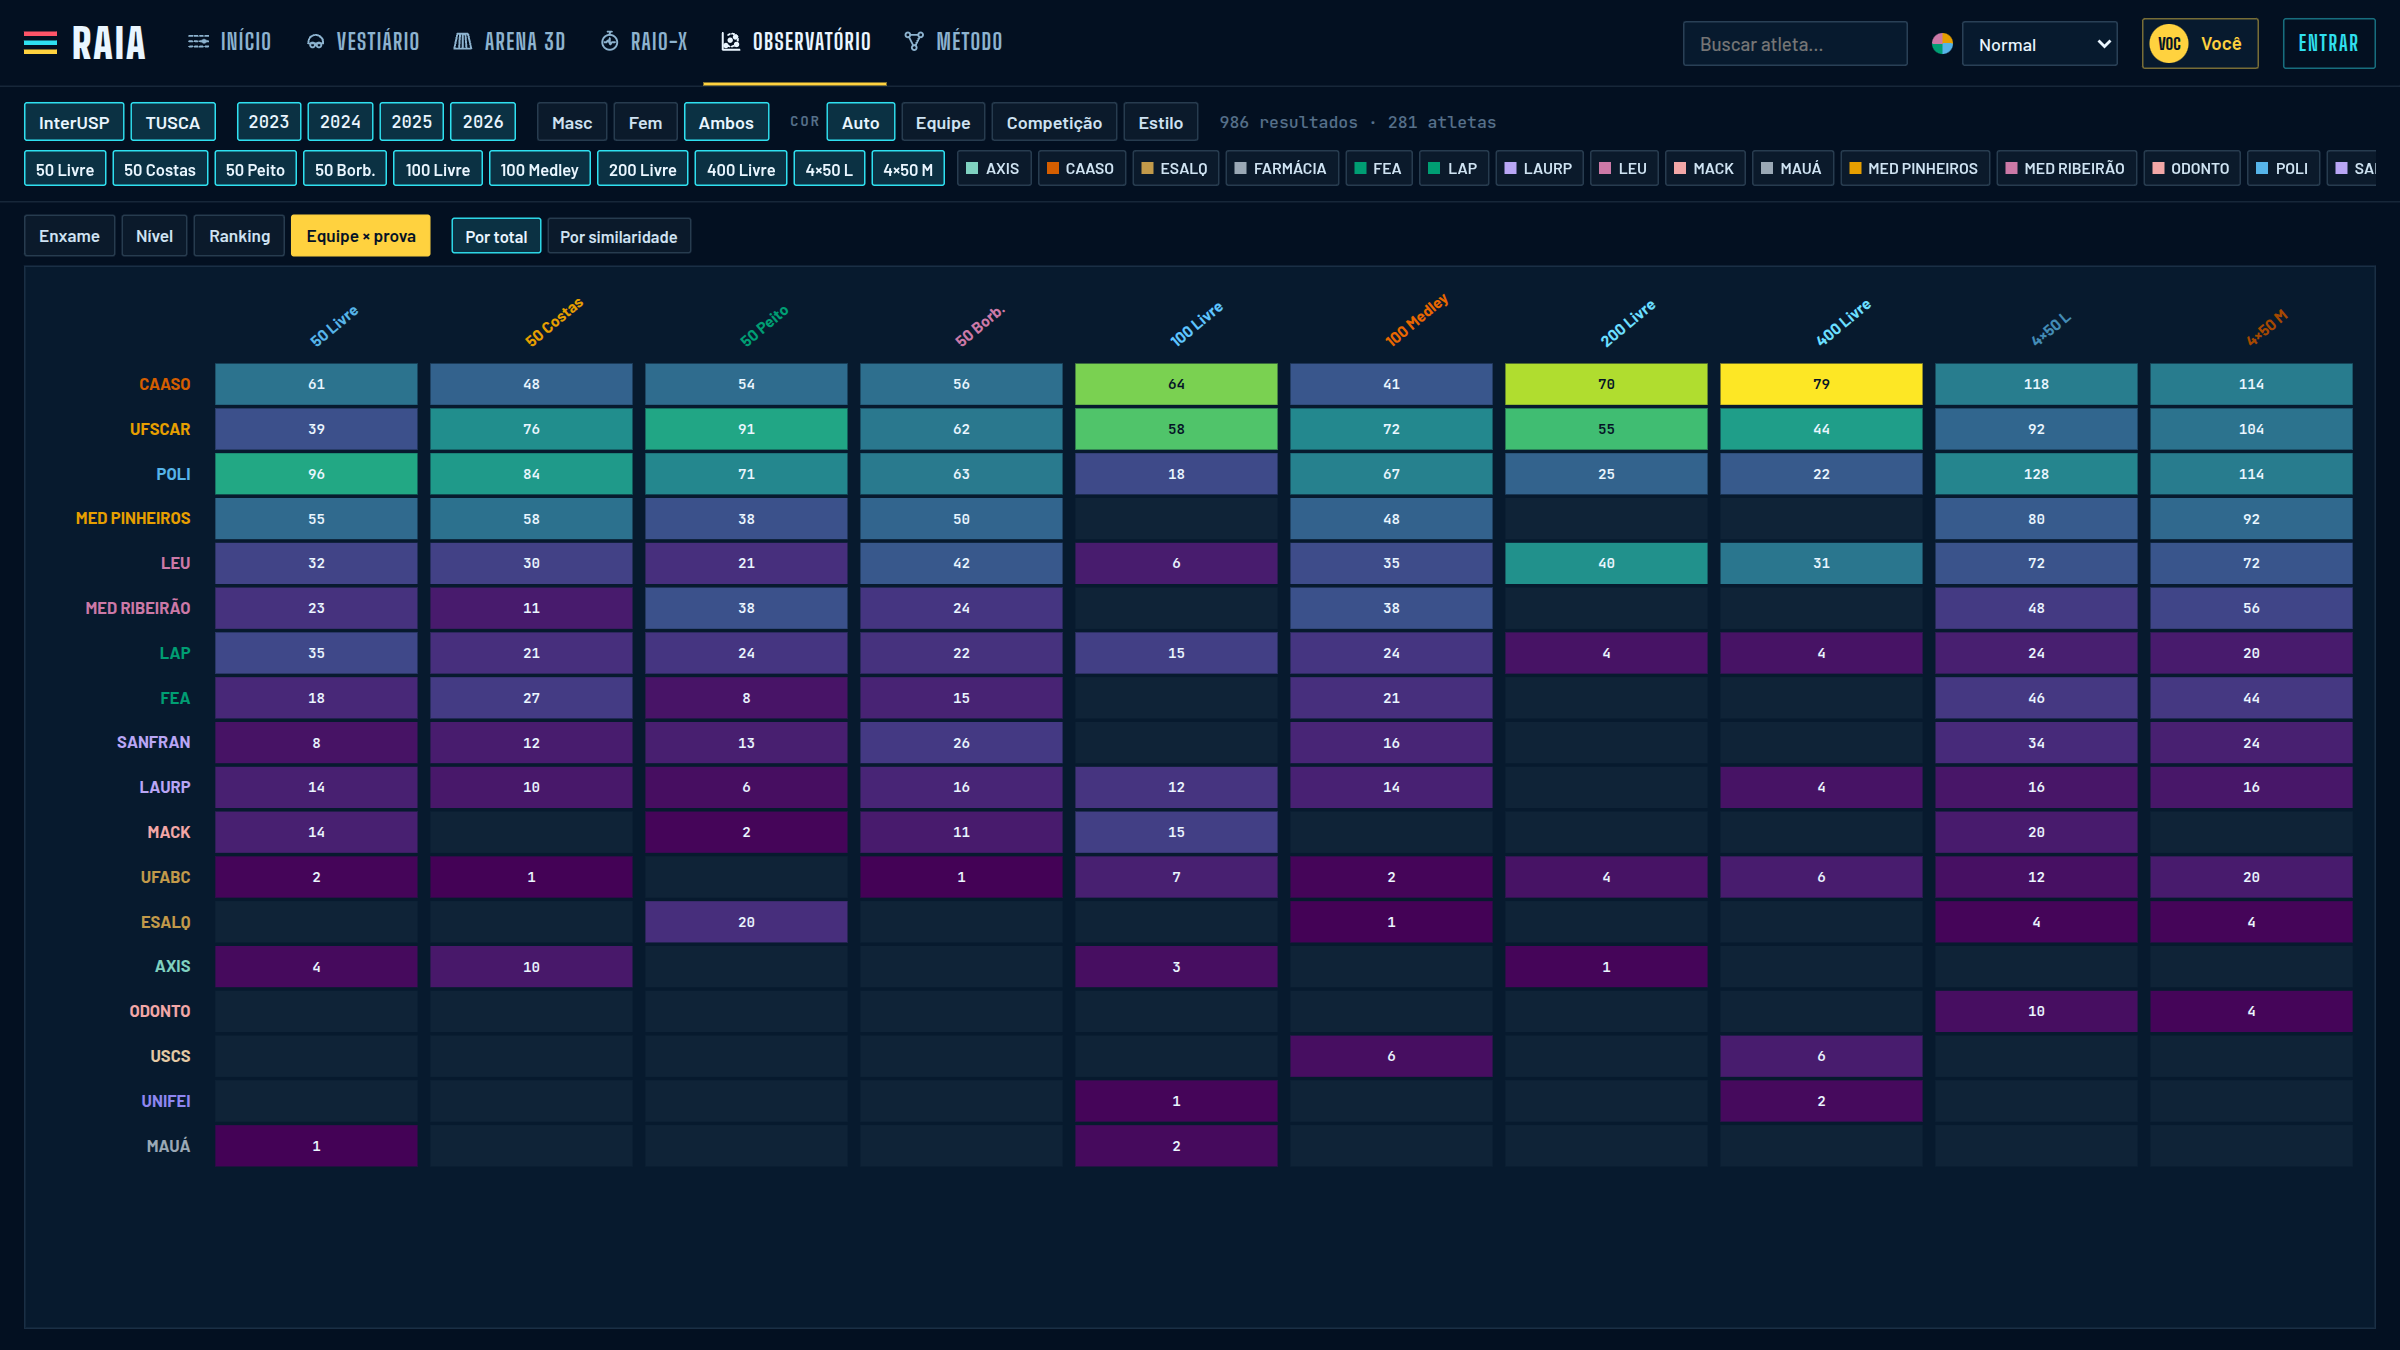 RAIA INÍCIO VESTIÁRIO ARENA 3D RAIO-X OBSERVATÓRIO MÉTODO Buscar atleta... Normal VOC Você ENTRAR
InterUSP TUSCA 2023 2024 2025 2026 Masc Fem Ambos COR Auto Equipe Competição Estilo 986 resultados · 281 atletas
50 Livre 50 Costas 50 Peito 50 Borb. 100 Livre 100 Medley 200 Livre 400 Livre 4×50 L 4×50 M AXIS CAASO ESALQ FARMÁCIA FEA LAP LAURP LEU MACK MAUÁ MED PINHEIROS MED RIBEIRÃO ODONTO POLI SA
Enxame Nível Ranking Equipe × prova Por total Por similaridade
50 Livre 50 Costas 50 Peito 50 Borb. 100 Livre 100 Medley 200 Livre 400 Livre 4×50 L 4×50 M
CAASO 61 48 54 56 64 41 70 79 118 114
UFSCAR 39 76 91 62 58 72 55 44 92 104
POLI 96 84 71 63 18 67 25 22 128 114
MED PINHEIROS 55 58 38 50 48 80 92
LEU 32 30 21 42 6 35 40 31 72 72
MED RIBEIRÃO 23 11 38 24 38 48 56
LAP 35 21 24 22 15 24 4 4 24 20
FEA 18 27 8 15 21 46 44
SANFRAN 8 12 13 26 16 34 24
LAURP 14 10 6 16 12 14 4 16 16
MACK 14 2 11 15 20
UFABC 2 1 1 7 2 4 6 12 20
ESALQ 20 1 4 4
AXIS 4 10 3 1
ODONTO 10 4
USCS 6 6
UNIFEI 1 2
MAUÁ 1 2